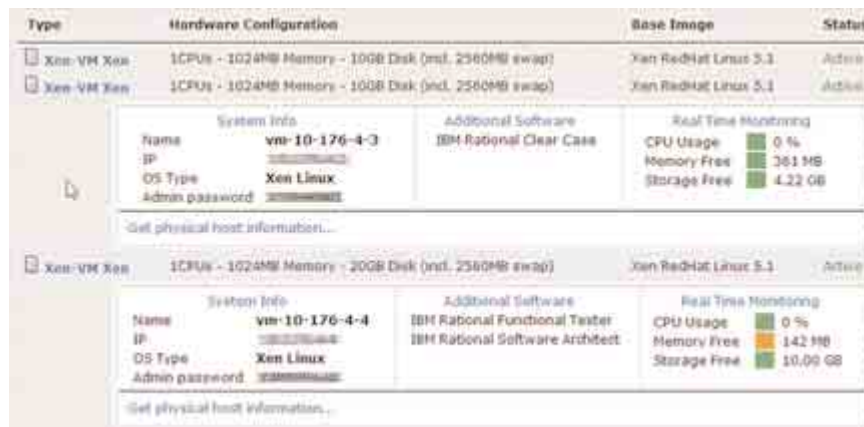 Type Hardware Configuration Base Image Status
Xen-VM Xen 1CPUs - 1024MB Memory - 10GB Disk (incl. 2560MB swap) Xen RedHat Linux 5.1 Active
Xen-VM Xen 1CPUs - 1024MB Memory - 10GB Disk (incl. 2560MB swap) Xen RedHat Linux 5.1 Active
System Info Additional Software Real Time Monitoring
Name vm-10-176-4-3 IBM Rational Clear Case CPU Usage 0 %
IP Memory Free 361 MB
OS Type Xen Linux Storage Free 4.22 GB
Admin password
Get physical host information...
Xen-VM Xen 1CPUs - 1024MB Memory - 20GB Disk (incl. 2560MB swap) Xen RedHat Linux 5.1 Active
System Info Additional Software Real Time Monitoring
Name vm-10-176-4-4 IBM Rational Functional Tester CPU Usage 0 %
IP IBM Rational Software Architect Memory Free 142 MB
OS Type Xen Linux Storage Free 10.00 GB
Admin password
Get physical host information...